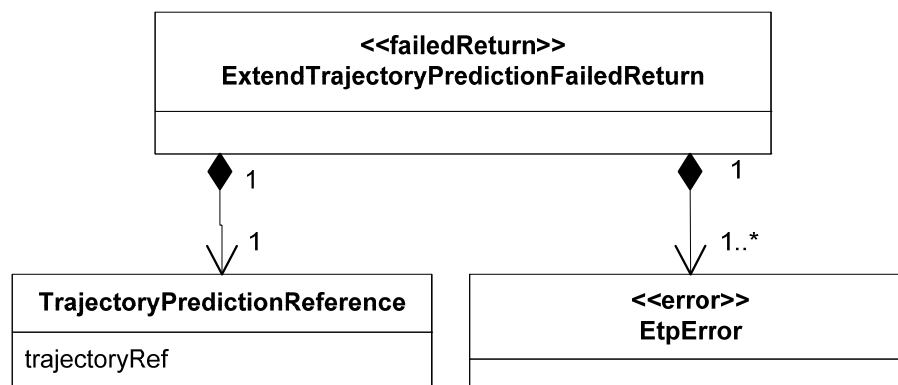 <<failedReturn>>
ExtendTrajectoryPredictionFailedReturn
1
1
1
1..*
TrajectoryPredictionReference
trajectoryRef
<<error>>
EtpError